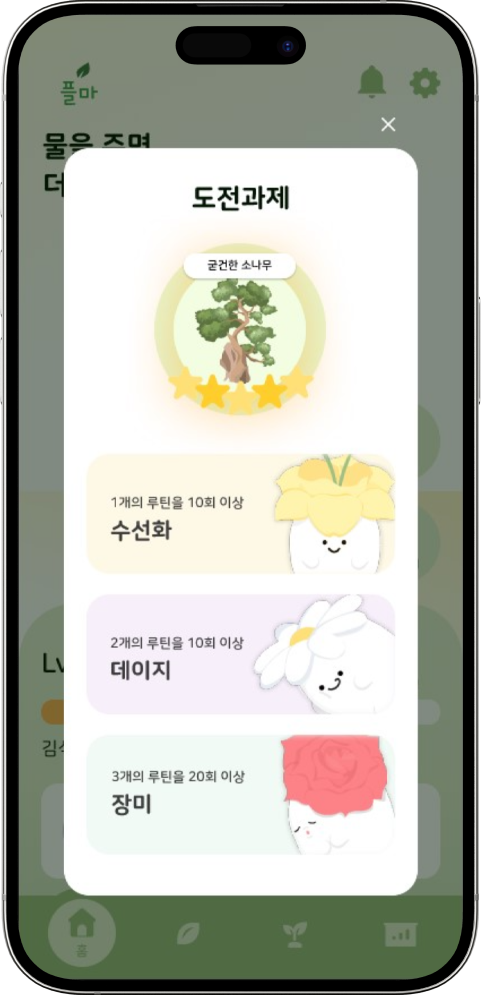 플마
물을 주면
더
도전과제
굳건한 소나무
1개의 루틴을 10회 이상
수선화
2개의 루틴을 10회 이상
데이지
3개의 루틴을 20회 이상
장미
Lv
홈